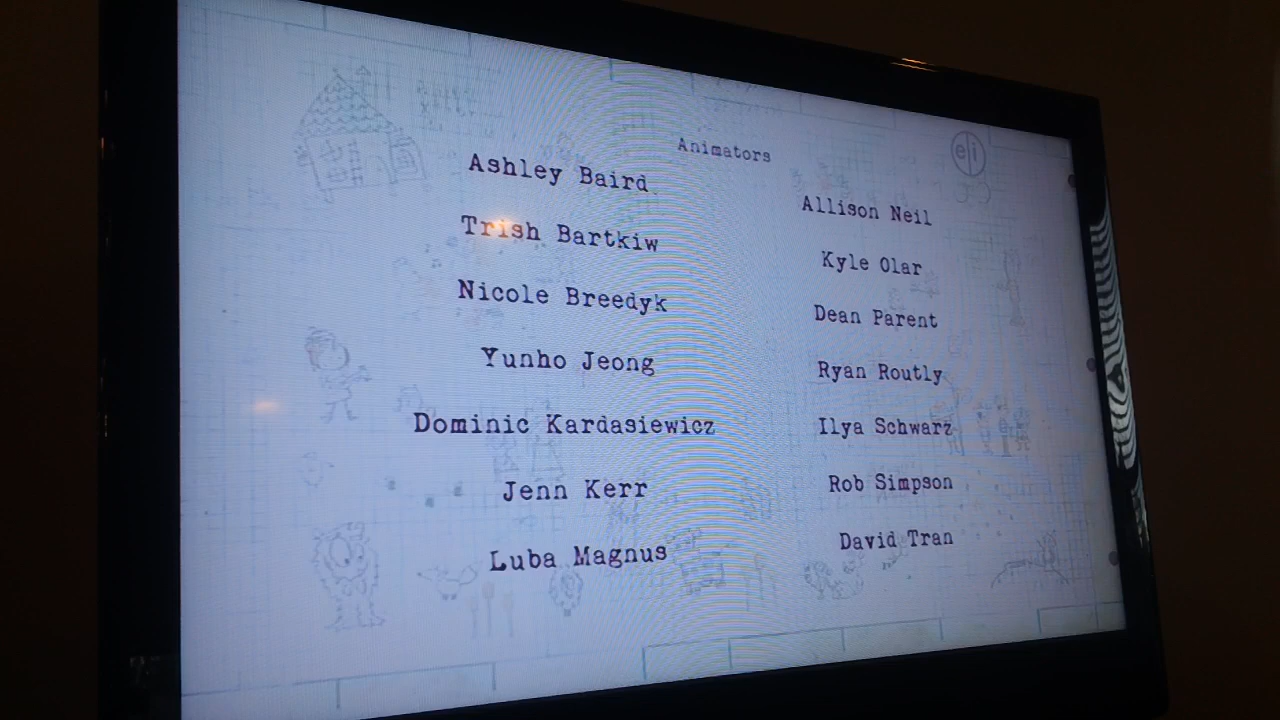 Animators
Ashley Baird
Trish Bartkiw
Nicole Breedyk
Yunho Jeong
Dominic Kardasiewicz
Jenn Kerr
Luba Magnus
Allison Neil
Kyle Olar
Dean Parent
Ryan Routly
Ilya Schwarz
Rob Simpson
David Tran
e|i